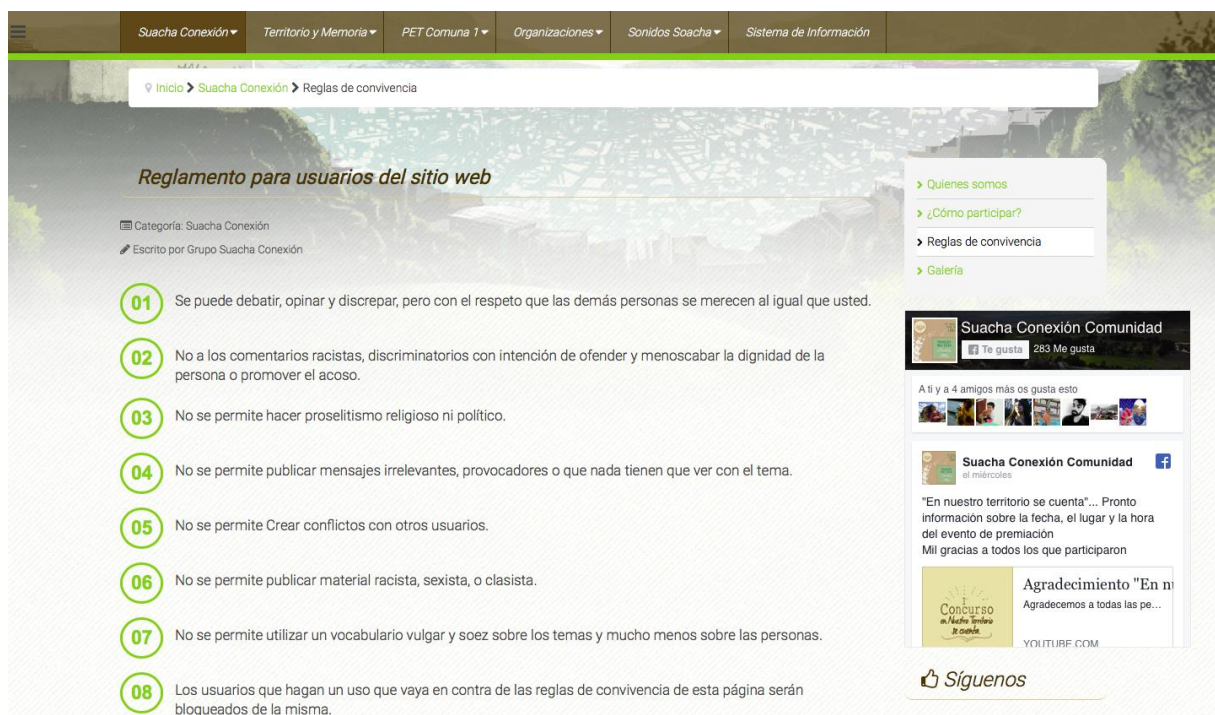 Suacha Conexión
Territorio y Memoria
PET Comuna 1
Organizaciones
Sonidos Soacha
Sistema de Información
Inicio > Suacha Conexión > Reglas de convivencia
Reglamento para usuarios del sitio web
Categoría: Suacha Conexión
Escrito por Grupo Suacha Conexión
01 Se puede debatir, opinar y discrepar, pero con el respeto que las demás personas se merecen al igual que usted.
02 No a los comentarios racistas, discriminatorios con intención de ofender y menoscabar la dignidad de la
persona o promover el acoso.
03 No se permite hacer proselitismo religioso ni político.
04 No se permite publicar mensajes irrelevantes, provocadores o que nada tienen que ver con el tema.
05 No se permite Crear conflictos con otros usuarios.
06 No se permite publicar material racista, sexista, o clasista.
07 No se permite utilizar un vocabulario vulgar y soez sobre los temas y mucho menos sobre las personas.
08 Los usuarios que hagan un uso que vaya en contra de las reglas de convivencia de esta página serán
bloqueados de la misma.
> Quienes somos
> ¿Cómo participar?
> Reglas de convivencia
> Galería
Suacha Conexión Comunidad
Te gusta 283 Me gusta
A ti y a 4 amigos más os gusta esto
Suacha Conexión Comunidad
el miércoles
"En nuestro territorio se cuenta"... Pronto
información sobre la fecha, el lugar y la hora
del evento de premiación
Mil gracias a todos los que participaron
1er
Concurso
en Nuestro Territorio
se cuenta
Agradecimiento "En nu
Agradecemos a todas las pe...
YOUTUBE.COM
Síguenos